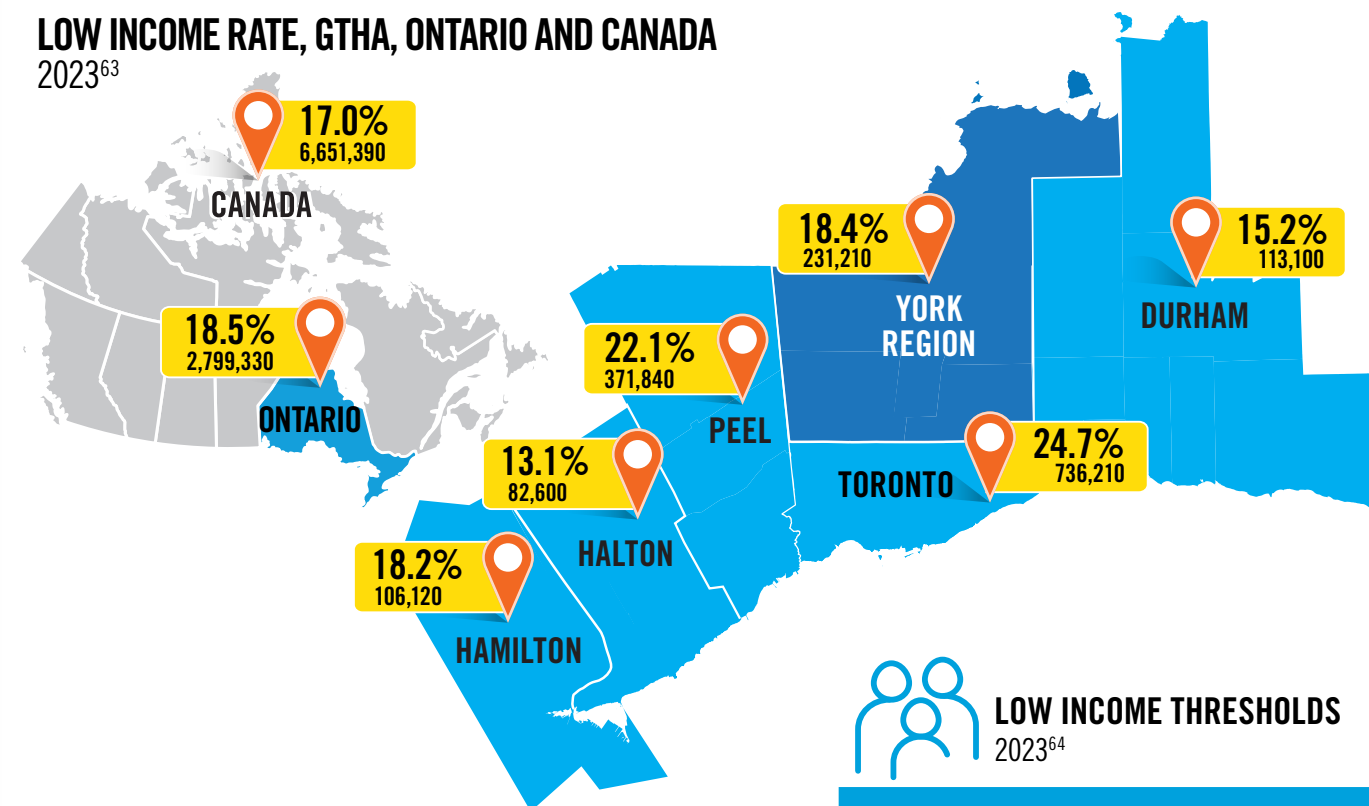 LOW INCOME RATE, GTHA, ONTARIO AND CANADA
2023⁶³
17.0%
6,651,390
CANADA
18.5%
2,799,330
ONTARIO
18.4%
231,210
YORK
REGION
15.2%
113,100
DURHAM
22.1%
371,840
PEEL
24.7%
736,210
TORONTO
13.1%
82,600
HALTON
18.2%
106,120
HAMILTON
LOW INCOME THRESHOLDS
2023⁶⁴